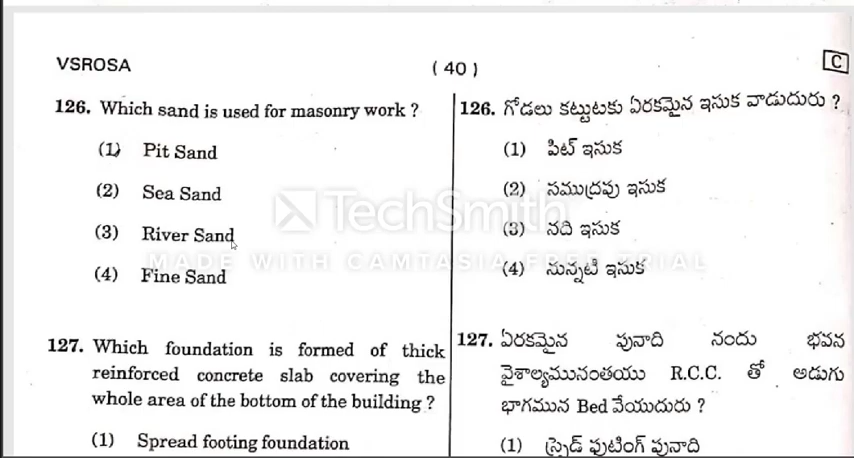 VSROSA
( 40 )
C
126. Which sand is used for masonry work ?
(1) Pit Sand
(2) Sea Sand
(3) River Sand
(4) Fine Sand
127. Which foundation is formed of thick
reinforced concrete slab covering the
whole area of the bottom of the building ?
(1) Spread footing foundation
126. గోడలు కట్టుటకు ఏరకమైన ఇసుక వాడుదురు ?
(1) పిట్ ఇసుక
(2) సముద్రపు ఇసుక
(3) నది ఇసుక
(4) నున్నటి ఇసుక
127. ఏరకమైన పునాది నందు భవన
వైశాల్యమునంతయు R.C.C. తో అడుగు
భాగమున Bed వేయుదురు ?
(1) స్ప్రెడ్ ఫుటింగ్ పునాది
TechSmith
MADE WITH CAMTASIA FREE TRIAL